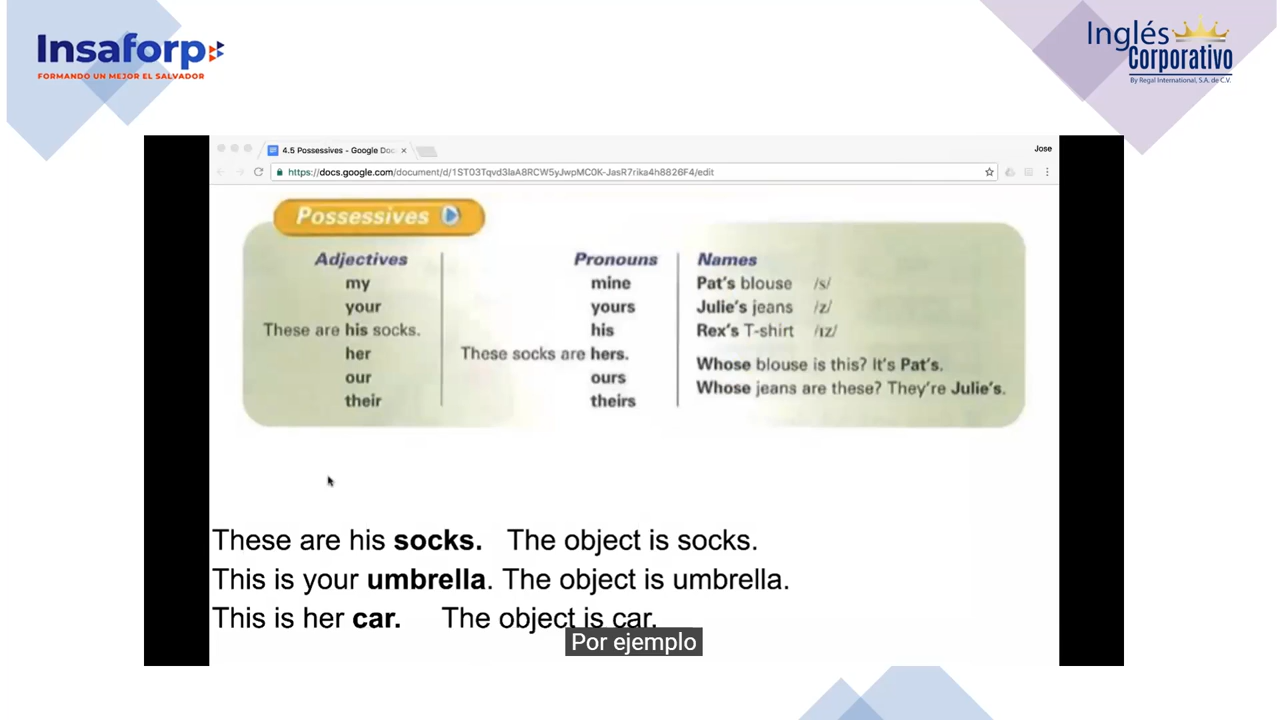 Insaforp
FORMANDO UN MEJOR EL SALVADOR
Inglés
Corporativo
By Regal International, S.A. de C.V.
4.5 Possessives - Google Doc
Jose
https://docs.google.com/document/d/1ST03Tqvd3laA8RCW5yJwpMC0K-JasR7rika4h8826F4/edit
Possessives
Adjectives
my
your
These are his socks.
her
our
their
Pronouns
mine
yours
his
These socks are hers.
ours
theirs
Names
Pat's blouse /s/
Julie's jeans /z/
Rex's T-shirt /ɪz/
Whose blouse is this? It's Pat's.
Whose jeans are these? They're Julie's.
These are his socks. The object is socks.
This is your umbrella. The object is umbrella.
This is her car. The object is car.
Por ejemplo